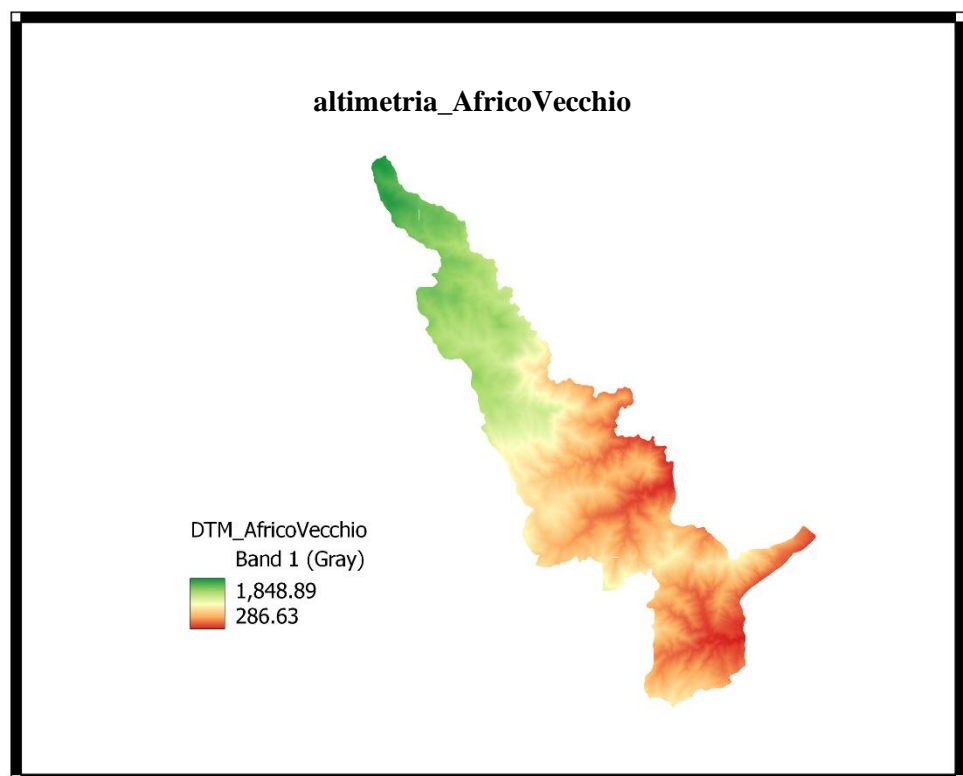 altimetria_AfricoVecchio
DTM_AfricoVecchio
Band 1 (Gray)
1,848.89
286.63